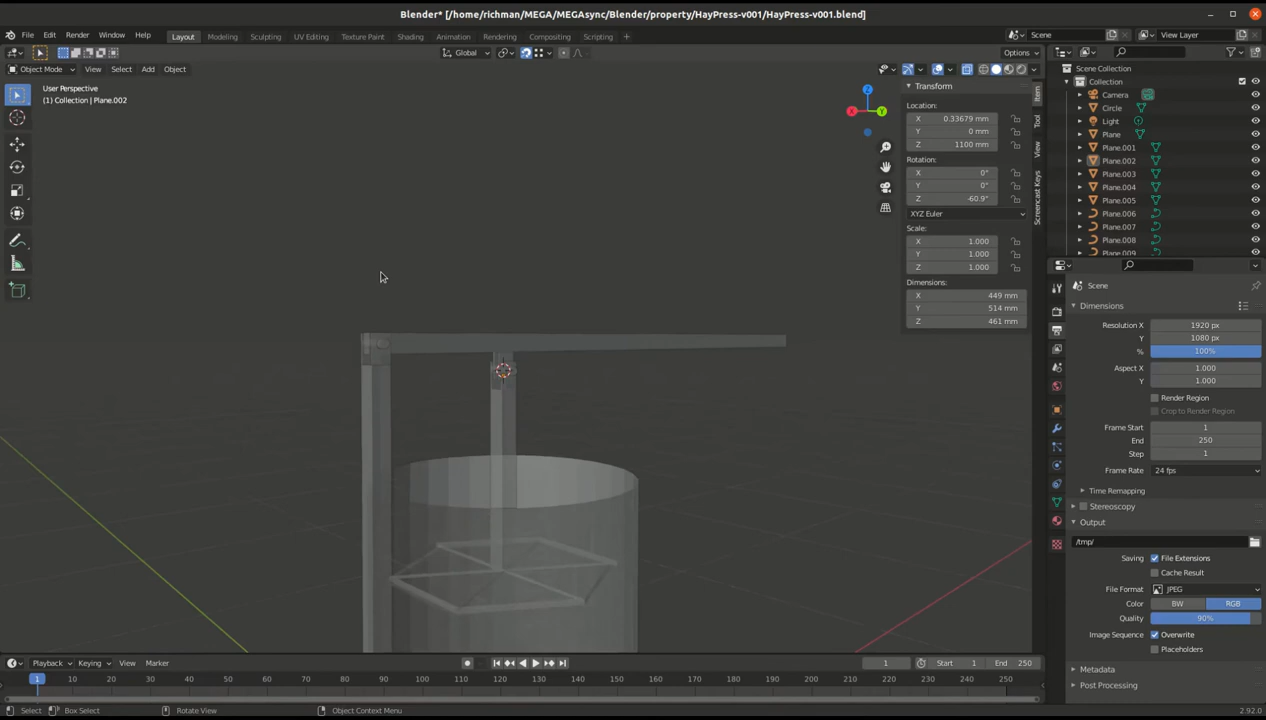 Blender* [/home/richman/MEGA/MEGAsync/Blender/property/HayPress-v001/HayPress-v001.blend]
File Edit Render Window Help Layout Modeling Sculpting UV Editing Texture Paint Shading Animation Rendering Compositing Scripting + Scene View Layer
Global Options
Object Mode View Select Add Object
User Perspective
(1) Collection | Plane.002
X
Y
Z
Transform
Location:
X 0.33679 mm
Y 0 mm
Z 1100 mm
Rotation:
X 0°
Y 0°
Z -60.9°
XYZ Euler
Scale:
X 1.000
Y 1.000
Z 1.000
Dimensions:
X 449 mm
Y 514 mm
Z 461 mm
Item
Tool
View
Screencast Keys
Scene Collection
Collection
Camera
Circle
Light
Plane
Plane.001
Plane.002
Plane.003
Plane.004
Plane.005
Plane.006
Plane.007
Plane.008
Plane.009
Scene
Dimensions
Resolution X 1920 px
Y 1080 px
% 100%
Aspect X 1.000
Y 1.000
Render Region
Crop to Render Region
Frame Start 1
End 250
Step 1
Frame Rate 24 fps
Time Remapping
Stereoscopy
Output
/tmp/
Saving File Extensions
Cache Result
File Format JPEG
Color BW RGB
Quality 90%
Image Sequence Overwrite
Placeholders
Metadata
Post Processing
Playback Keying View Marker 1 Start 1 End 250
1 10 20 30 40 50 60 70 80 90 100 110 120 130 140 150 160 170 180 190 200 210 220 230 240 250
Select Box Select Rotate View Object Context Menu 2.92.0